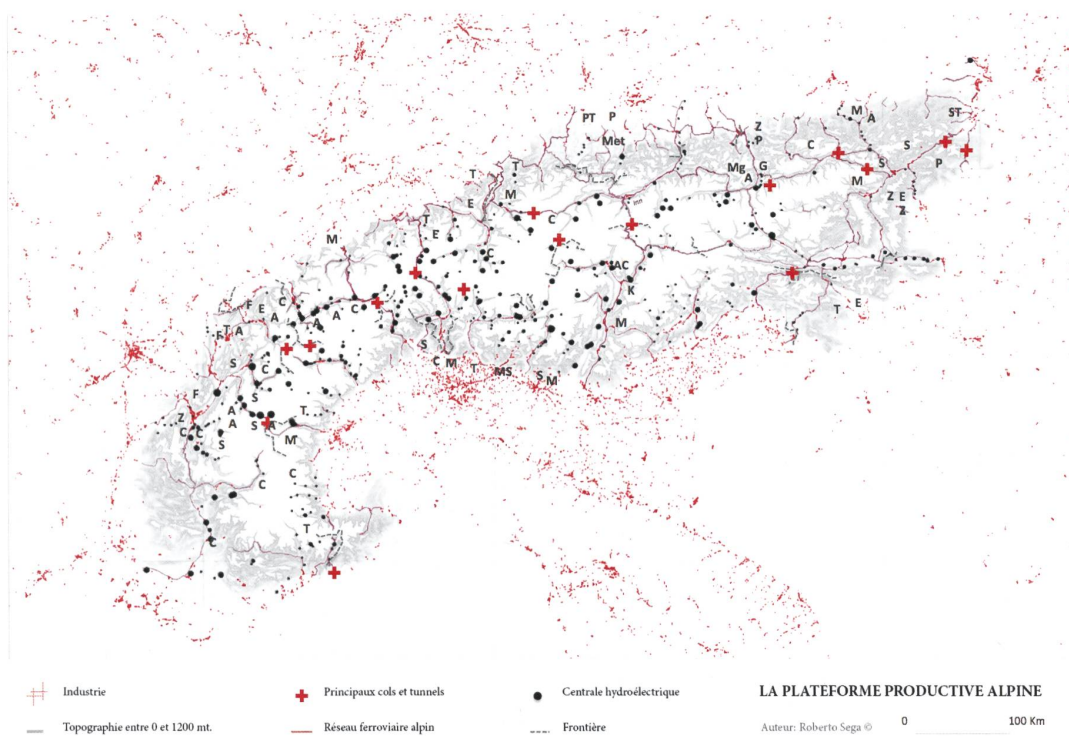 M
A
ST
PT P
Z
P
Met
C
S
S
P
T
T
Mg
A
G
M
M
E
Z E
Z
T
E
C
M
C
AC
K
T E
F E C
A
A C
A
F T A
M
S
C
S
C M
T
MS
S
M
F
S
Z
C C
A
A
S
S A
T
M
C
C
T
C
Industrie
Principaux cols et tunnels
Centrale hydroélectrique
LA PLATEFORME PRODUCTIVE ALPINE
Topographie entre 0 et 1200 mt.
Réseau ferroviaire alpin
Frontière
Auteur: Roberto Sega ©
0 100 Km